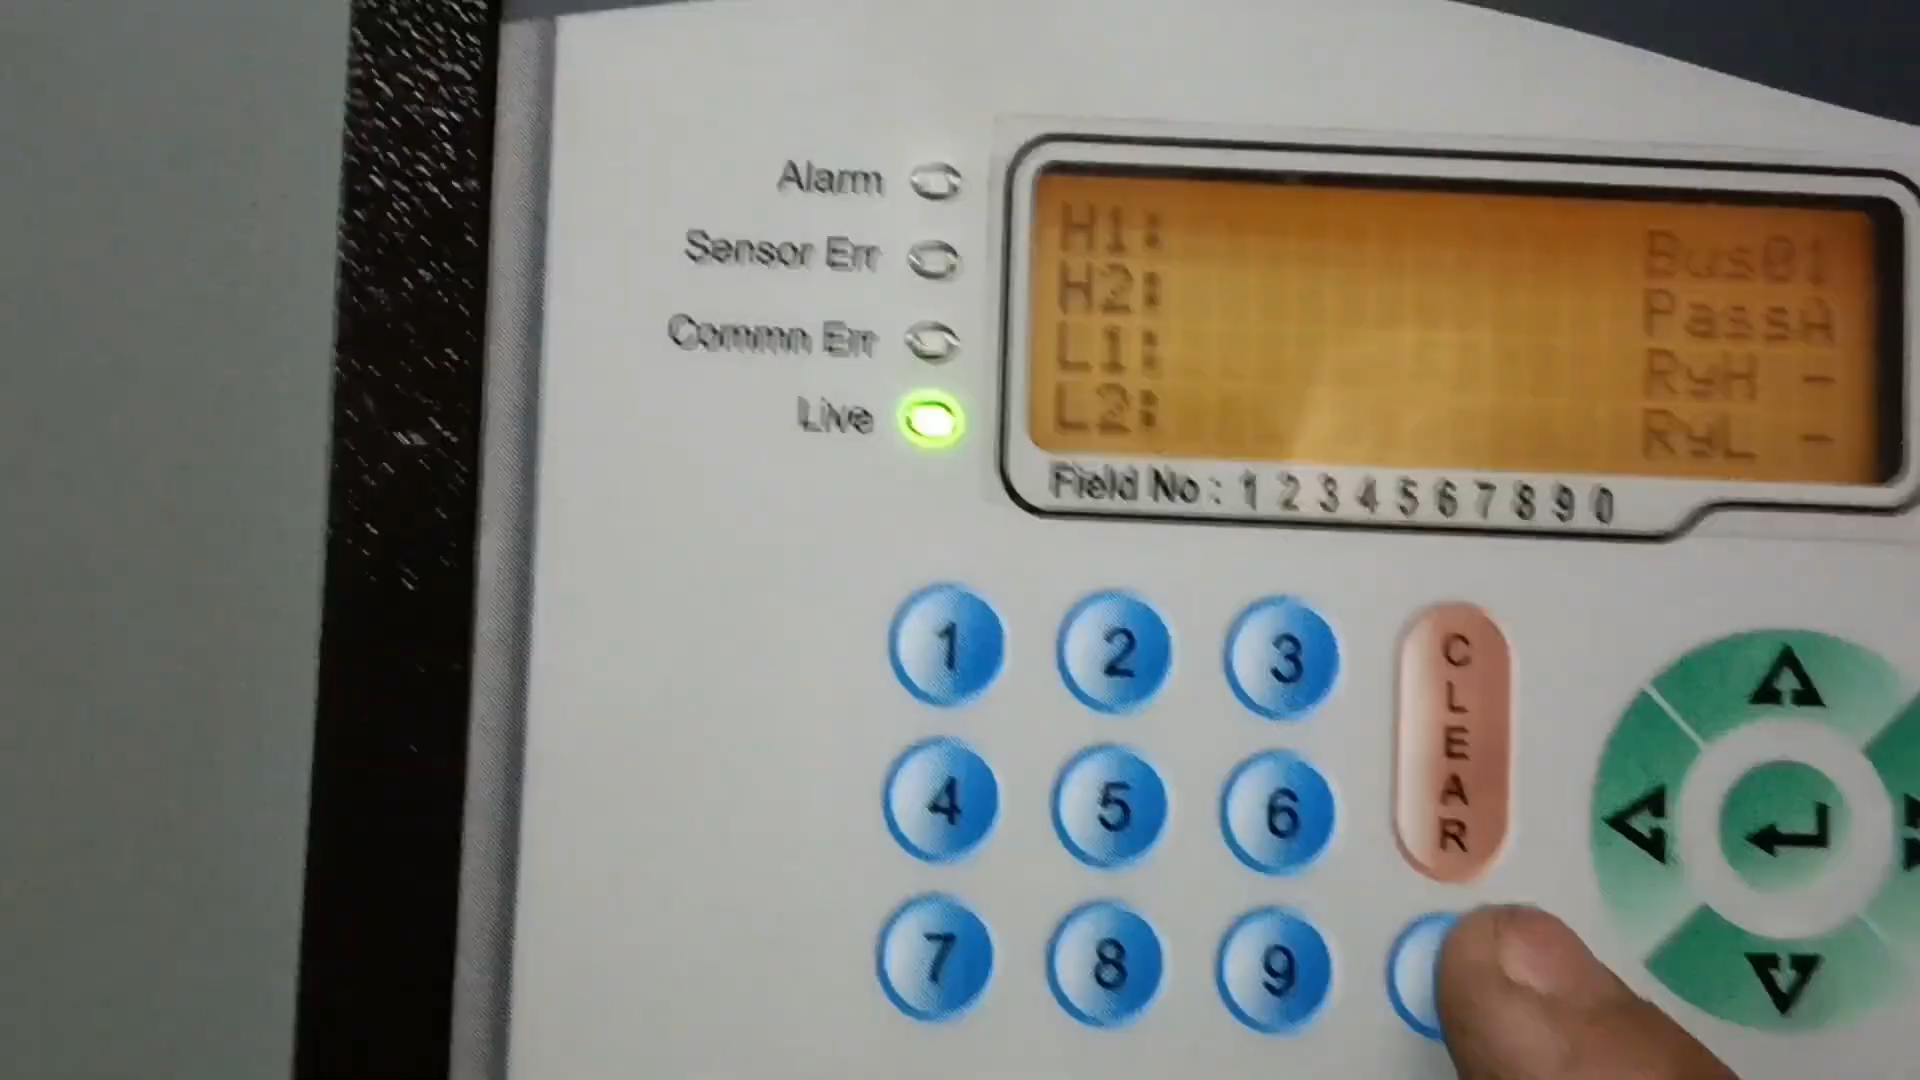 Alarm
Sensor Err
Commn Err
Live
H1: Bus01
H2: PassA
L1: RyH -
L2: RyL -
Field No : 1 2 3 4 5 6 7 8 9 0
1 2 3
CLEAR
4 5 6
7 8 9